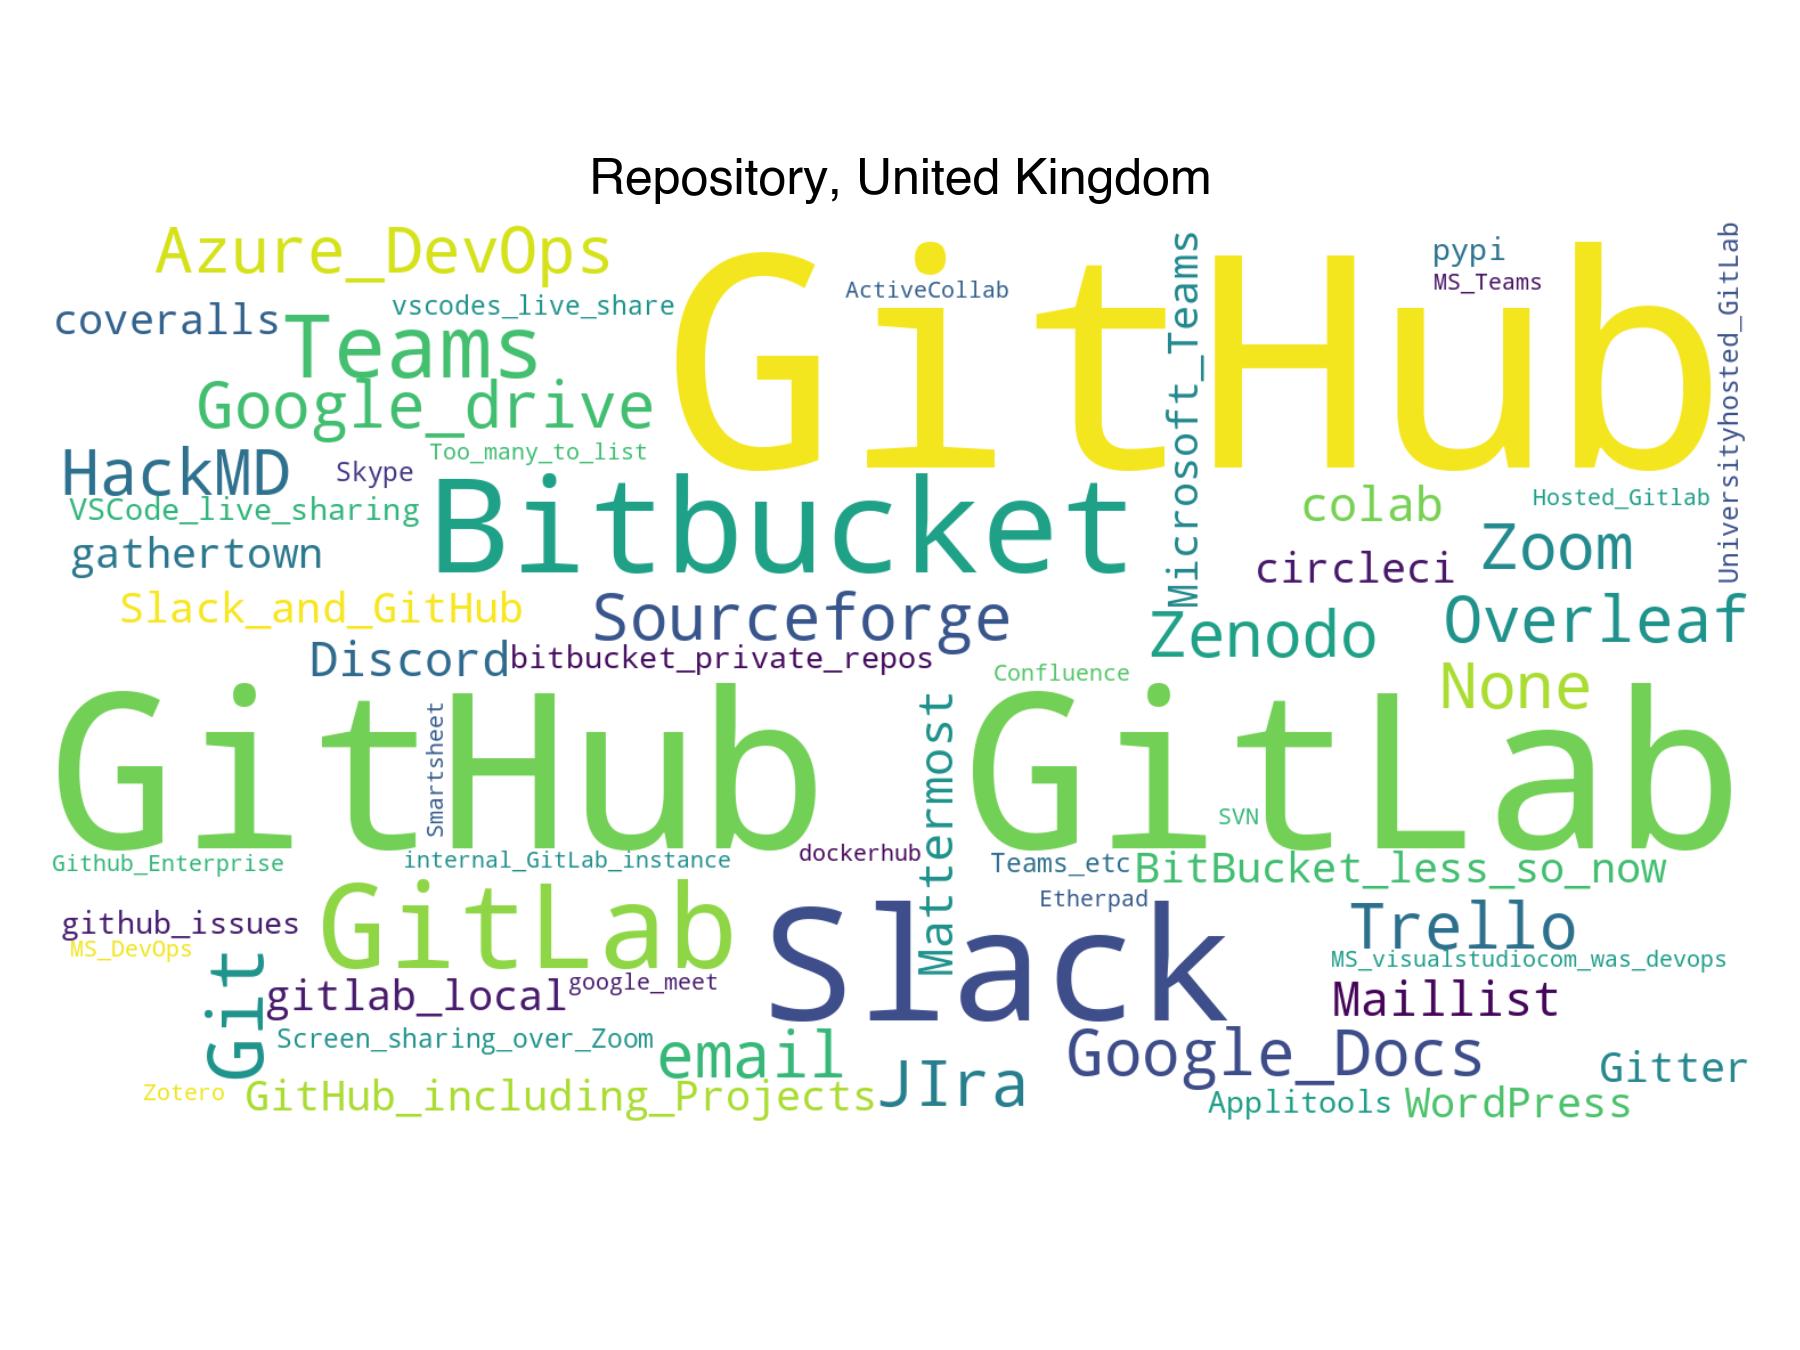 Repository, United Kingdom
Azure_DevOps
GitHub
ActiveCollab
Microsoft_Teams
pypi
MS_Teams
Universityhosted_GitLab
coveralls
vscodes_live_share
Teams
Google_drive
Too_many_to_list
HackMD
Skype
VSCode_live_sharing
Bitbucket
colab
Hosted_Gitlab
gathertown
circleci
Zoom
Slack_and_GitHub
Sourceforge
Zenodo
Overleaf
Discord
bitbucket_private_repos
Confluence
None
GitHub
Smartsheet
Mattermost
GitLab
SVN
Github_Enterprise
internal_GitLab_instance
dockerhub
Teams_etc
BitBucket_less_so_now
Etherpad
github_issues
MS_DevOps
GitLab
Slack
Trello
MS_visualstudiocom_was_devops
Git
gitlab_local
google_meet
Maillist
Screen_sharing_over_Zoom
email
Google_Docs
Gitter
Zotero
GitHub_including_Projects
JIra
Applitools
WordPress